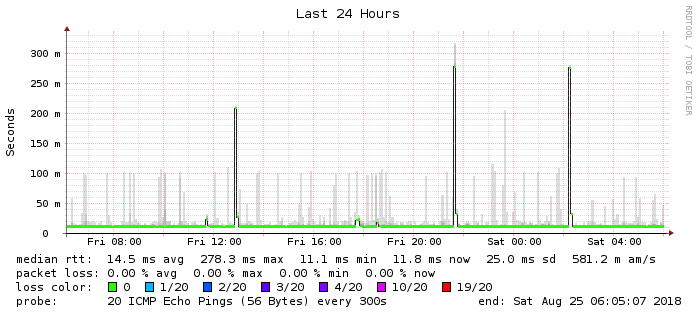 Last 24 Hours
RRDTOOL / TOBI OETIKER
Seconds
300 m
250 m
200 m
150 m
100 m
50 m
0
Fri 08:00 Fri 12:00 Fri 16:00 Fri 20:00 Sat 00:00 Sat 04:00
median rtt: 14.5 ms avg 278.3 ms max 11.1 ms min 11.8 ms now 25.0 ms sd 581.2 m am/s
packet loss: 0.00 % avg 0.00 % max 0.00 % min 0.00 % now
loss color: 0 1/20 2/20 3/20 4/20 10/20 19/20
probe: 20 ICMP Echo Pings (56 Bytes) every 300s end: Sat Aug 25 06:05:07 2018